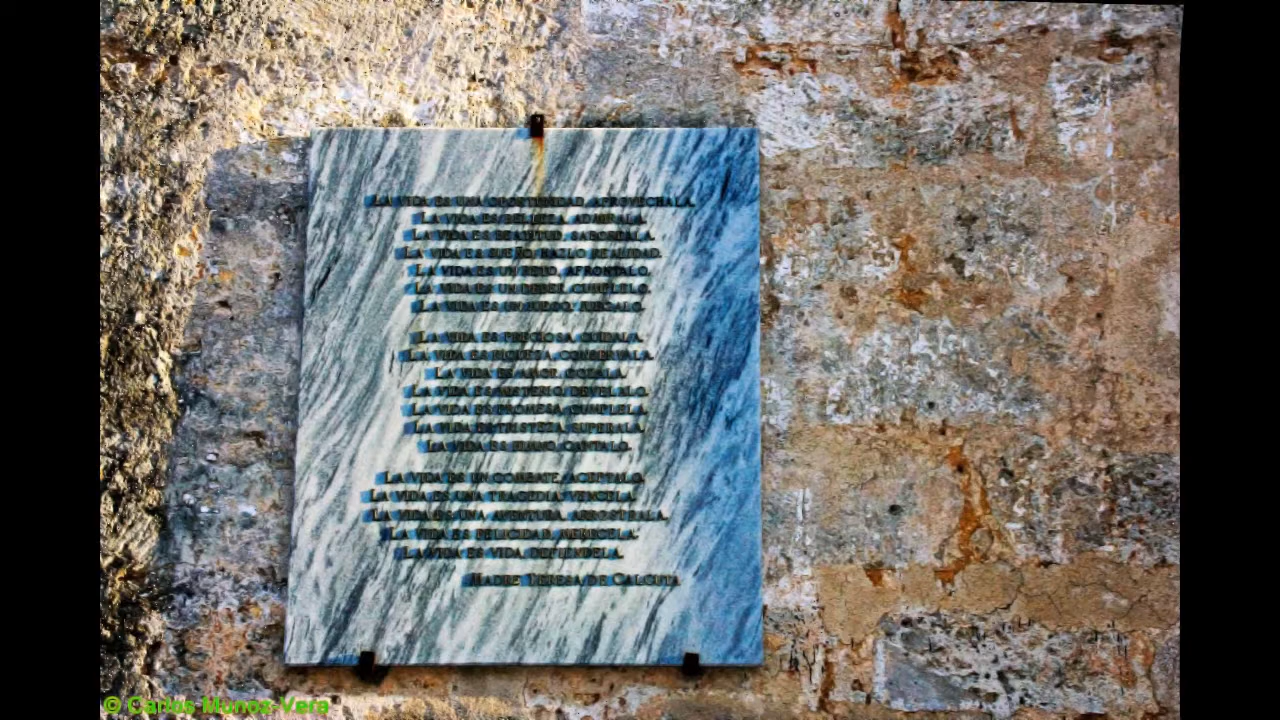 LA VIDA ES UNA OPORTUNIDAD, APROVECHALA.
LA VIDA ES BELLEZA, ADMIRALA.
LA VIDA ES BEATITUD, SABOREALA.
LA VIDA ES SUEÑO, HAZLO REALIDAD.
LA VIDA ES UN RETO, AFRONTALO.
LA VIDA ES UN DEBER, CUMPLELO.
LA VIDA ES UN JUEGO, JUEGALO.
LA VIDA ES PRECIOSA, CUIDALA.
LA VIDA ES RIQUEZA, CONSERVALA.
LA VIDA ES AMOR, GOZALA.
LA VIDA ES MISTERIO, DEVELALO.
LA VIDA ES PROMESA, CUMPLELA.
LA VIDA ES TRISTEZA, SUPERALA.
LA VIDA ES HIMNO, CANTALO.
LA VIDA ES UN COMBATE, ACEPTALO.
LA VIDA ES UNA TRAGEDIA, VENCELA.
LA VIDA ES UNA AVENTURA, ARROSTRALA.
LA VIDA ES FELICIDAD, MERECELA.
LA VIDA ES VIDA, DEFIENDELA.
MADRE TERESA DE CALCUTA
© Carlos Munoz-Vera